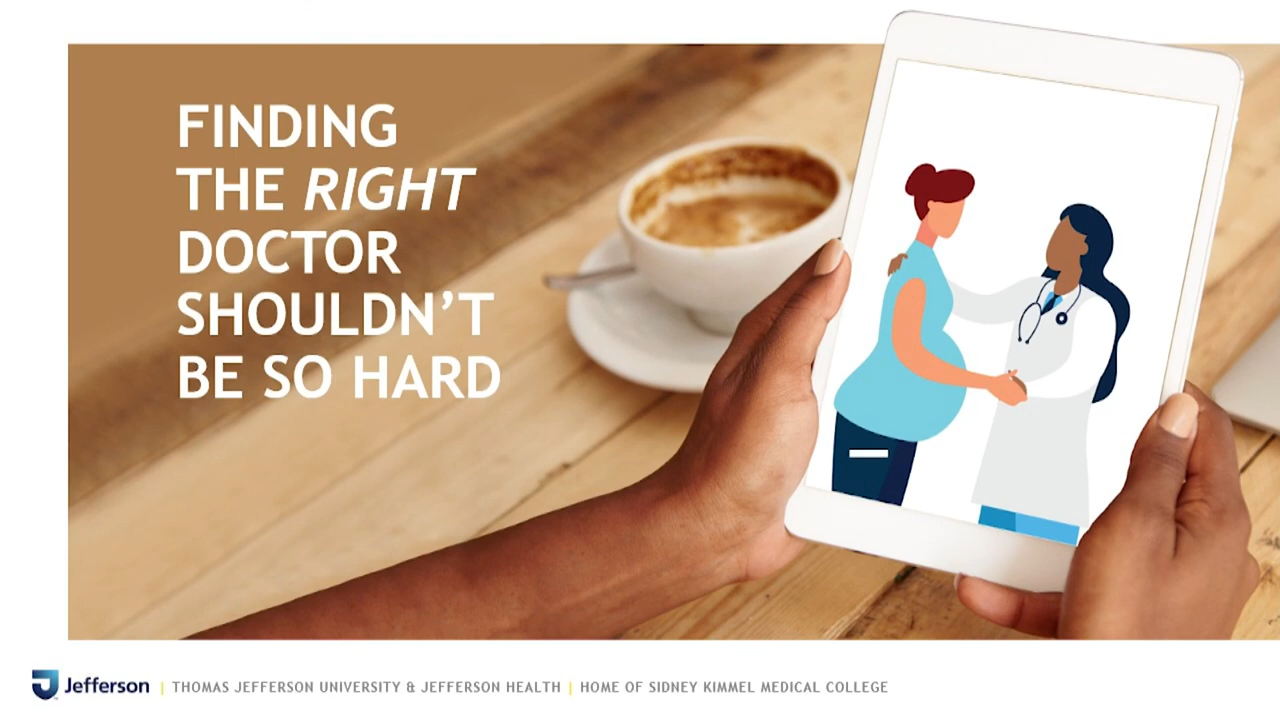 FINDING
THE RIGHT
DOCTOR
SHOULDN'T
BE SO HARD
Jefferson | THOMAS JEFFERSON UNIVERSITY & JEFFERSON HEALTH | HOME OF SIDNEY KIMMEL MEDICAL COLLEGE